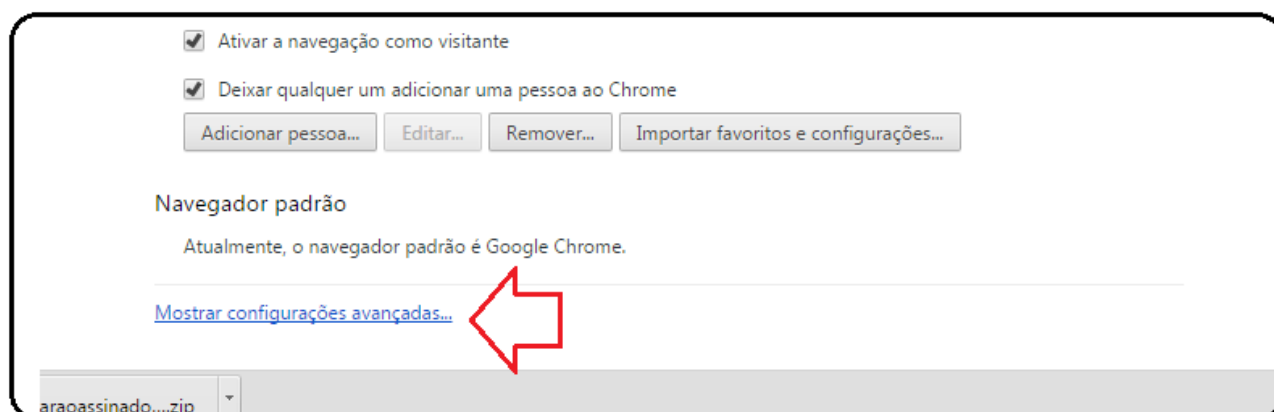 Ativar a navegação como visitante
Deixar qualquer um adicionar uma pessoa ao Chrome
Adicionar pessoa... Editar... Remover... Importar favoritos e configurações...
Navegador padrão
Atualmente, o navegador padrão é Google Chrome.
Mostrar configurações avançadas...
araoassinado....zip